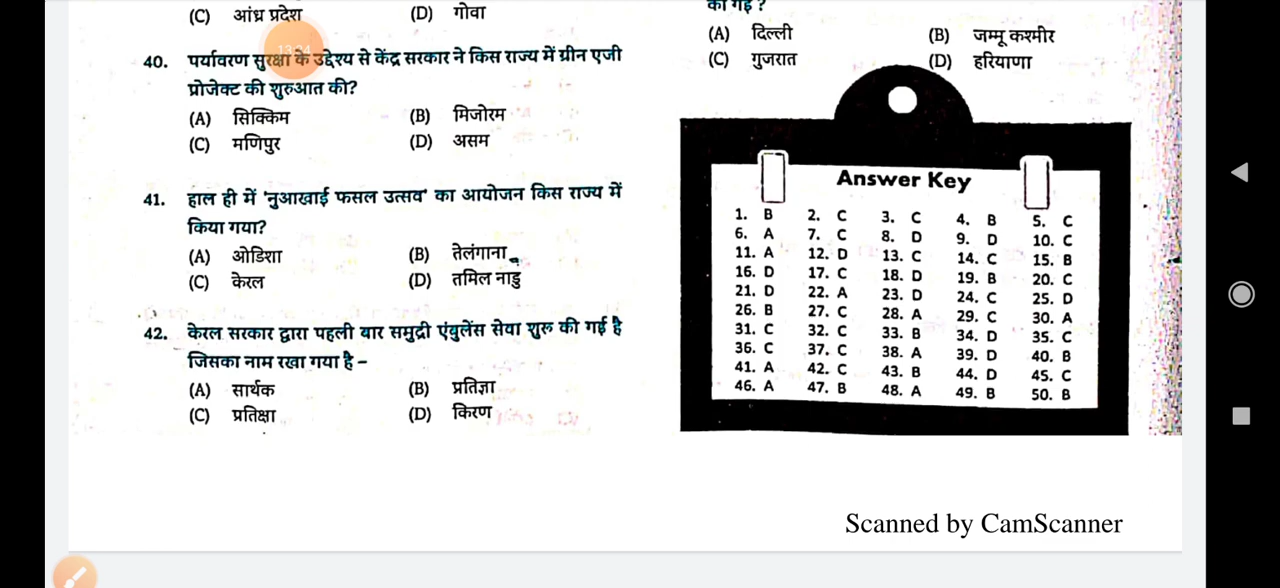 (C) आंध्र प्रदेश (D) गोवा
40. पर्यावरण सुरक्षा के उद्देश्य से केंद्र सरकार ने किस राज्य में ग्रीन एजी
प्रोजेक्ट की शुरुआत की?
(A) सिक्किम (B) मिजोरम
(C) मणिपुर (D) असम
41. हाल ही में 'नुआखाई फसल उत्सव' का आयोजन किस राज्य में
किया गया?
(A) ओडिशा (B) तेलंगाना
(C) केरल (D) तमिल नाडु
42. केरल सरकार द्वारा पहली बार समुद्री एंबुलेंस सेवा शुरू की गई है
जिसका नाम रखा गया है –
(A) सार्थक (B) प्रतिज्ञा
(C) प्रतिक्षा (D) किरण
की गई ?
(A) दिल्ली (B) जम्मू कश्मीर
(C) गुजरात (D) हरियाणा
Answer Key
1. B 2. C 3. C 4. B 5. C
6. A 7. C 8. D 9. D 10. C
11. A 12. D 13. C 14. C 15. B
16. D 17. C 18. D 19. B 20. C
21. D 22. A 23. D 24. C 25. D
26. B 27. C 28. A 29. C 30. A
31. C 32. C 33. B 34. D 35. C
36. C 37. C 38. A 39. D 40. B
41. A 42. C 43. B 44. D 45. C
46. A 47. B 48. A 49. B 50. B
Scanned by CamScanner